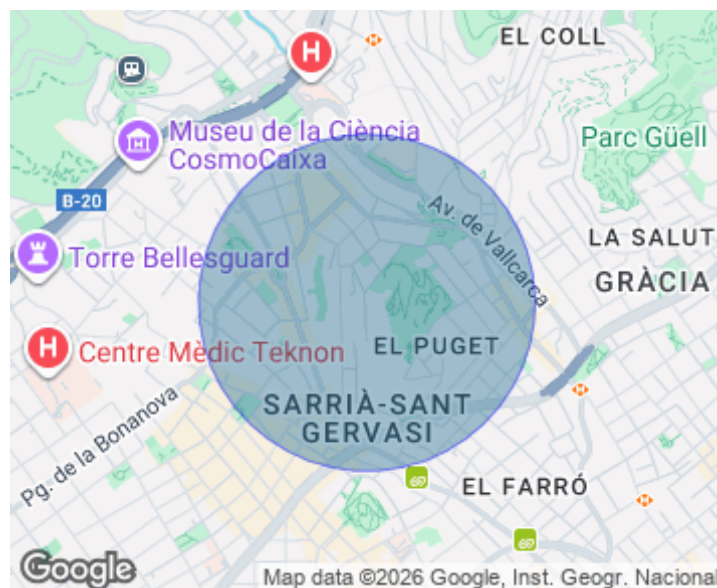 EL COLL
H
Museu de la Ciència
CosmoCaixa
Parc Güell
B-20
Av. de Vallcarca
LA SALUT
Torre Bellesguard
GRÀCIA
H
Centre Mèdic Teknon
EL PUGET
SARRIÀ-SANT
GERVASI
Pg. de la Bonanova
EL FARRÓ
Google
Map data ©2026 Google, Inst. Geogr. Nacional